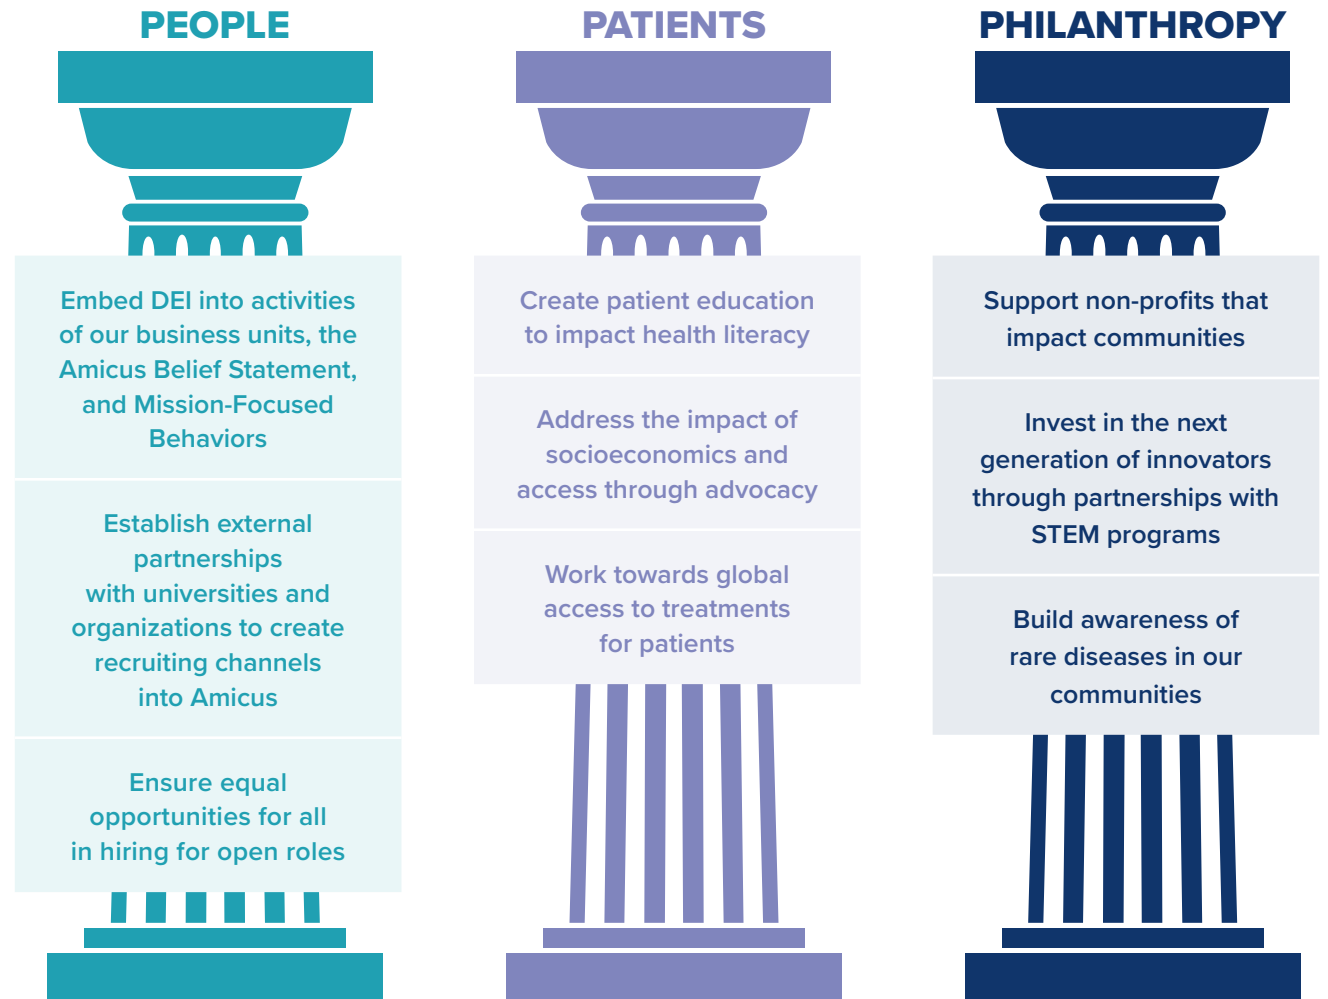 PEOPLE
Embed DEI into activities
of our business units, the
Amicus Belief Statement,
and Mission-Focused
Behaviors
Establish external
partnerships
with universities and
organizations to create
recruiting channels
into Amicus
Ensure equal
opportunities for all
in hiring for open roles
PATIENTS
Create patient education
to impact health literacy
Address the impact of
socioeconomics and
access through advocacy
Work towards global
access to treatments
for patients
PHILANTHROPY
Support non-profits that
impact communities
Invest in the next
generation of innovators
through partnerships with
STEM programs
Build awareness of
rare diseases in our
communities